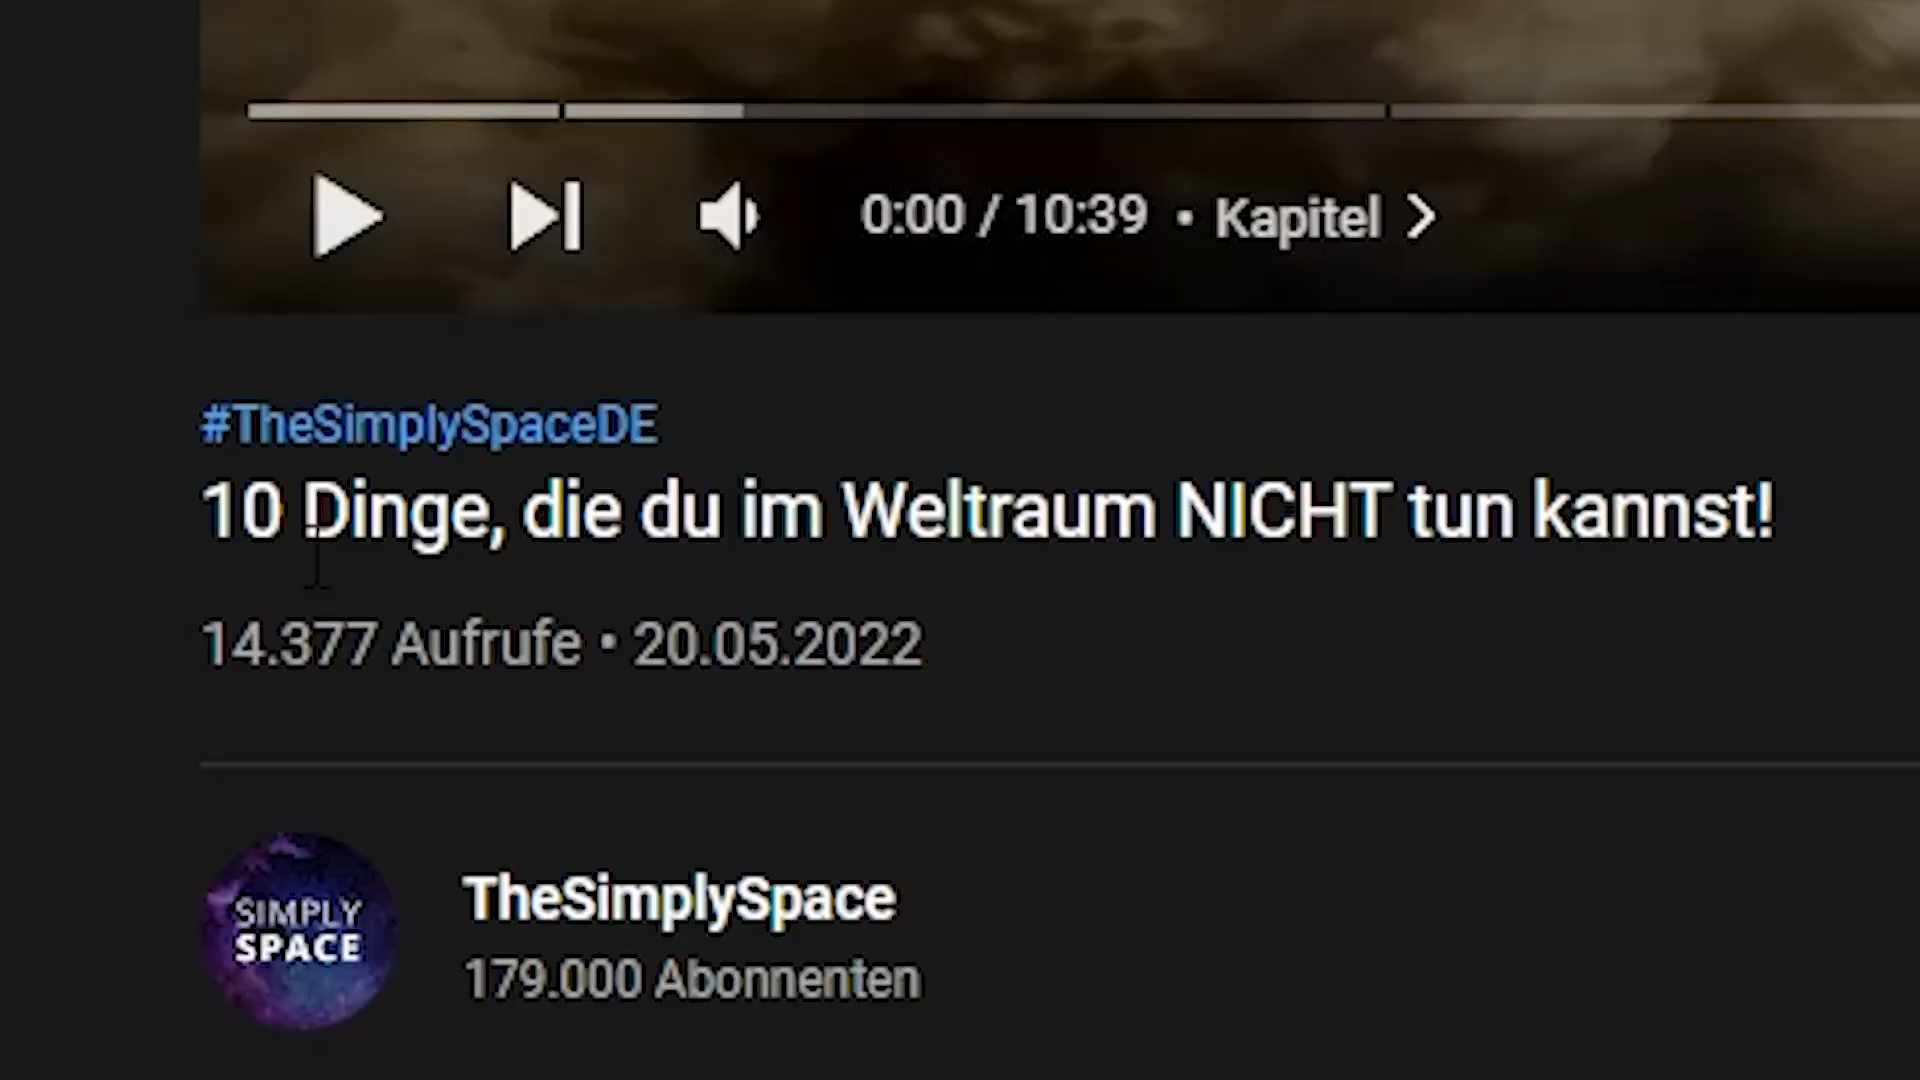 0:00 / 10:39 • Kapitel
#TheSimplySpaceDE
10 Dinge, die du im Weltraum NICHT tun kannst!
14.377 Aufrufe • 20.05.2022
SIMPLY
SPACE
TheSimplySpace
179.000 Abonnenten